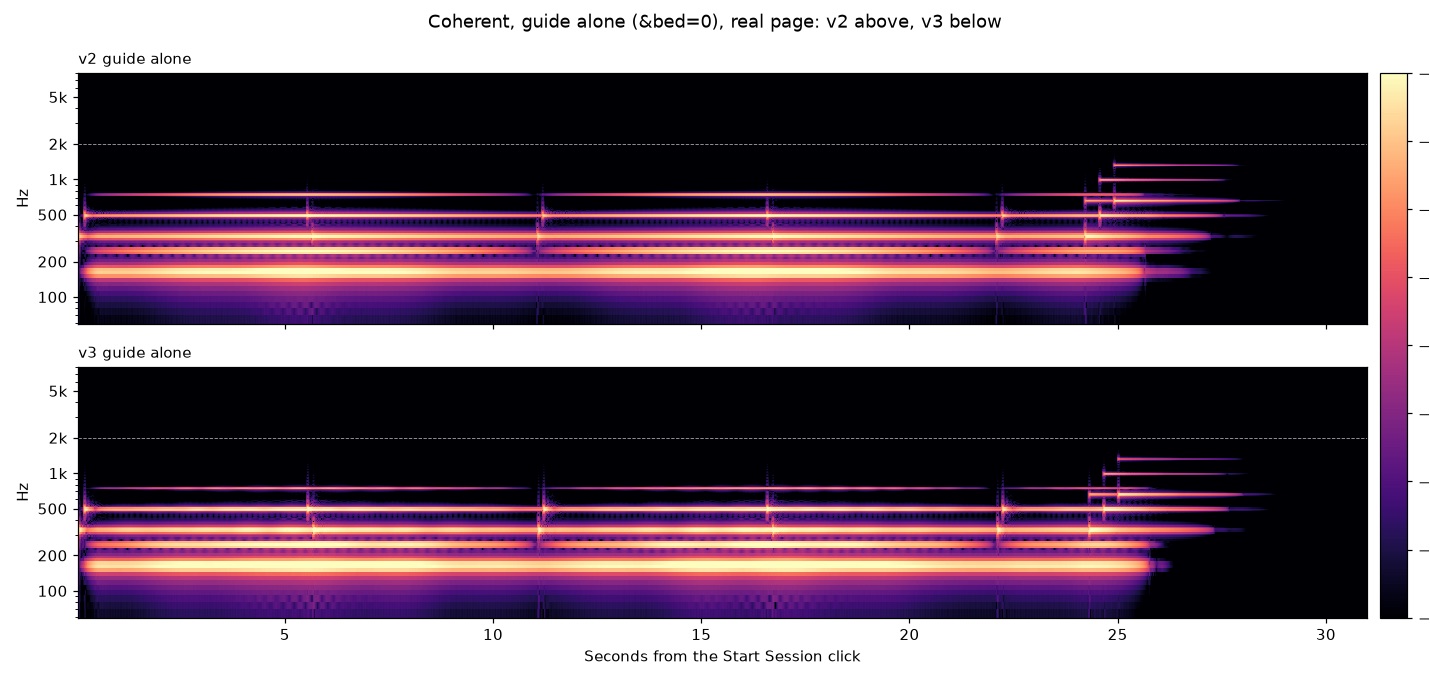 Coherent, guide alone (&bed=0), real page: v2 above, v3 below
v2 guide alone
5k
2k
1k
500
200
100
Hz
v3 guide alone
5k
2k
1k
500
200
100
Hz
5 10 15 20 25 30
Seconds from the Start Session click